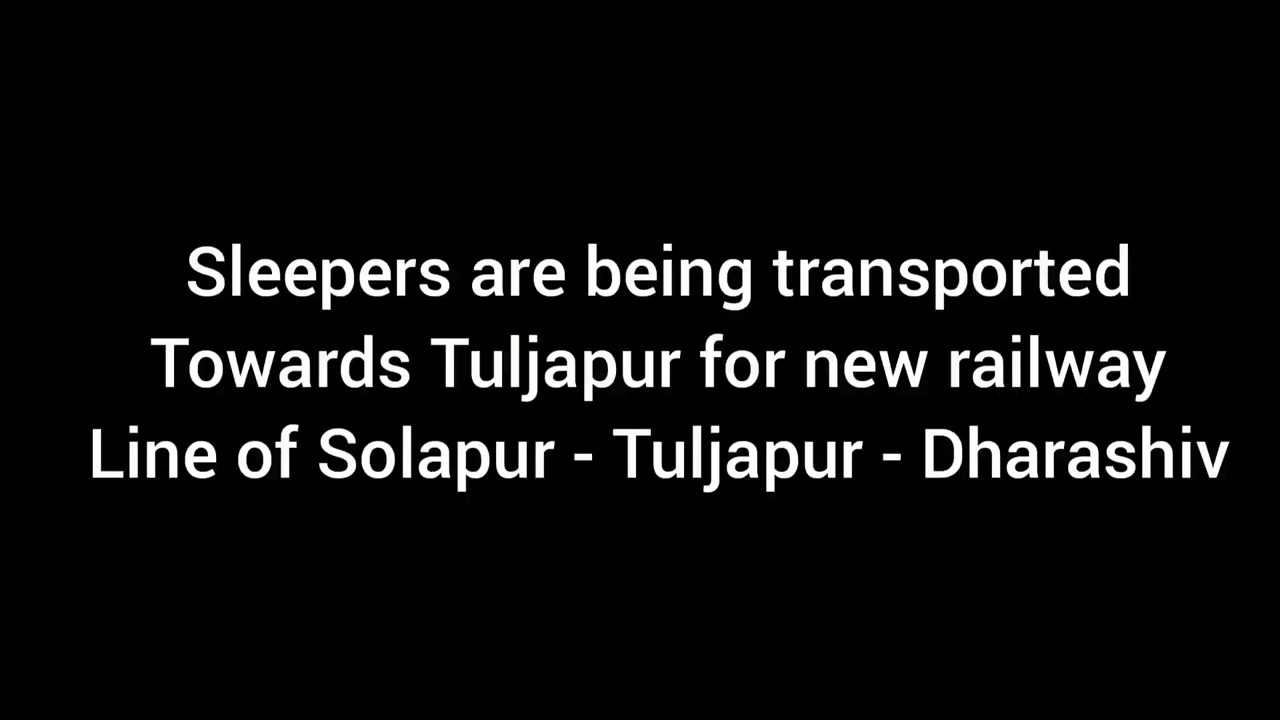 Sleepers are being transported
Towards Tuljapur for new railway
Line of Solapur - Tuljapur - Dharashiv